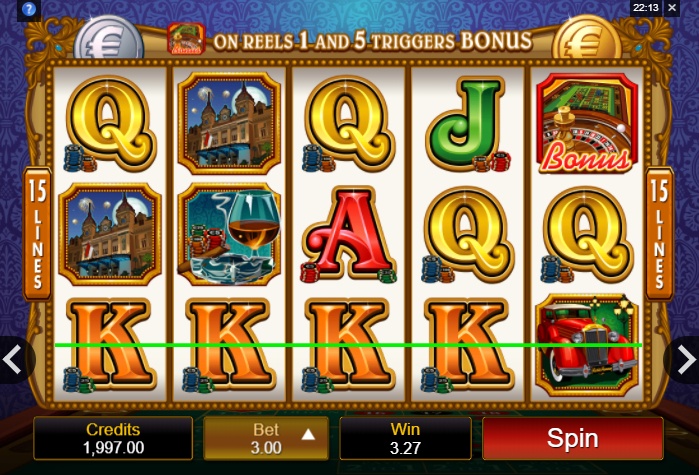 ? 22:13 X
€ ON REELS 1 AND 5 TRIGGERS BONUS €
Q Q J Bonus
15 LINES A Q Q 15 LINES
K K K K
Credits Bet Win
1,997.00 3.00 3.27 Spin